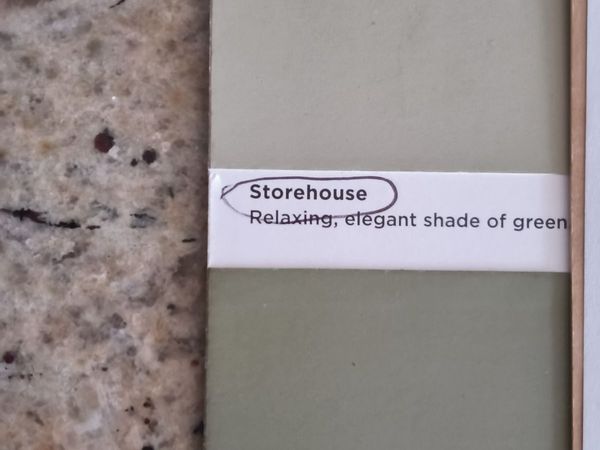 Storehouse
Relaxing, elegant shade of green